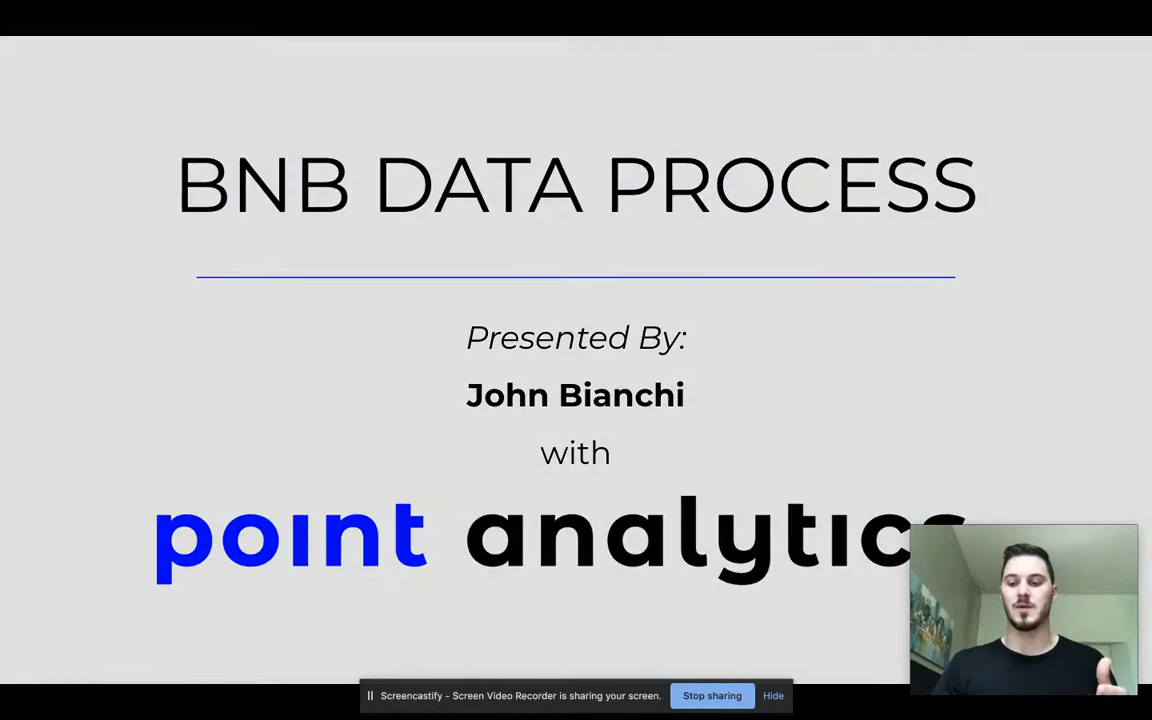 BNB DATA PROCESS
Presented By:
John Bianchi
with
point analytics
Screencastify - Screen Video Recorder is sharing your screen. Stop sharing Hide